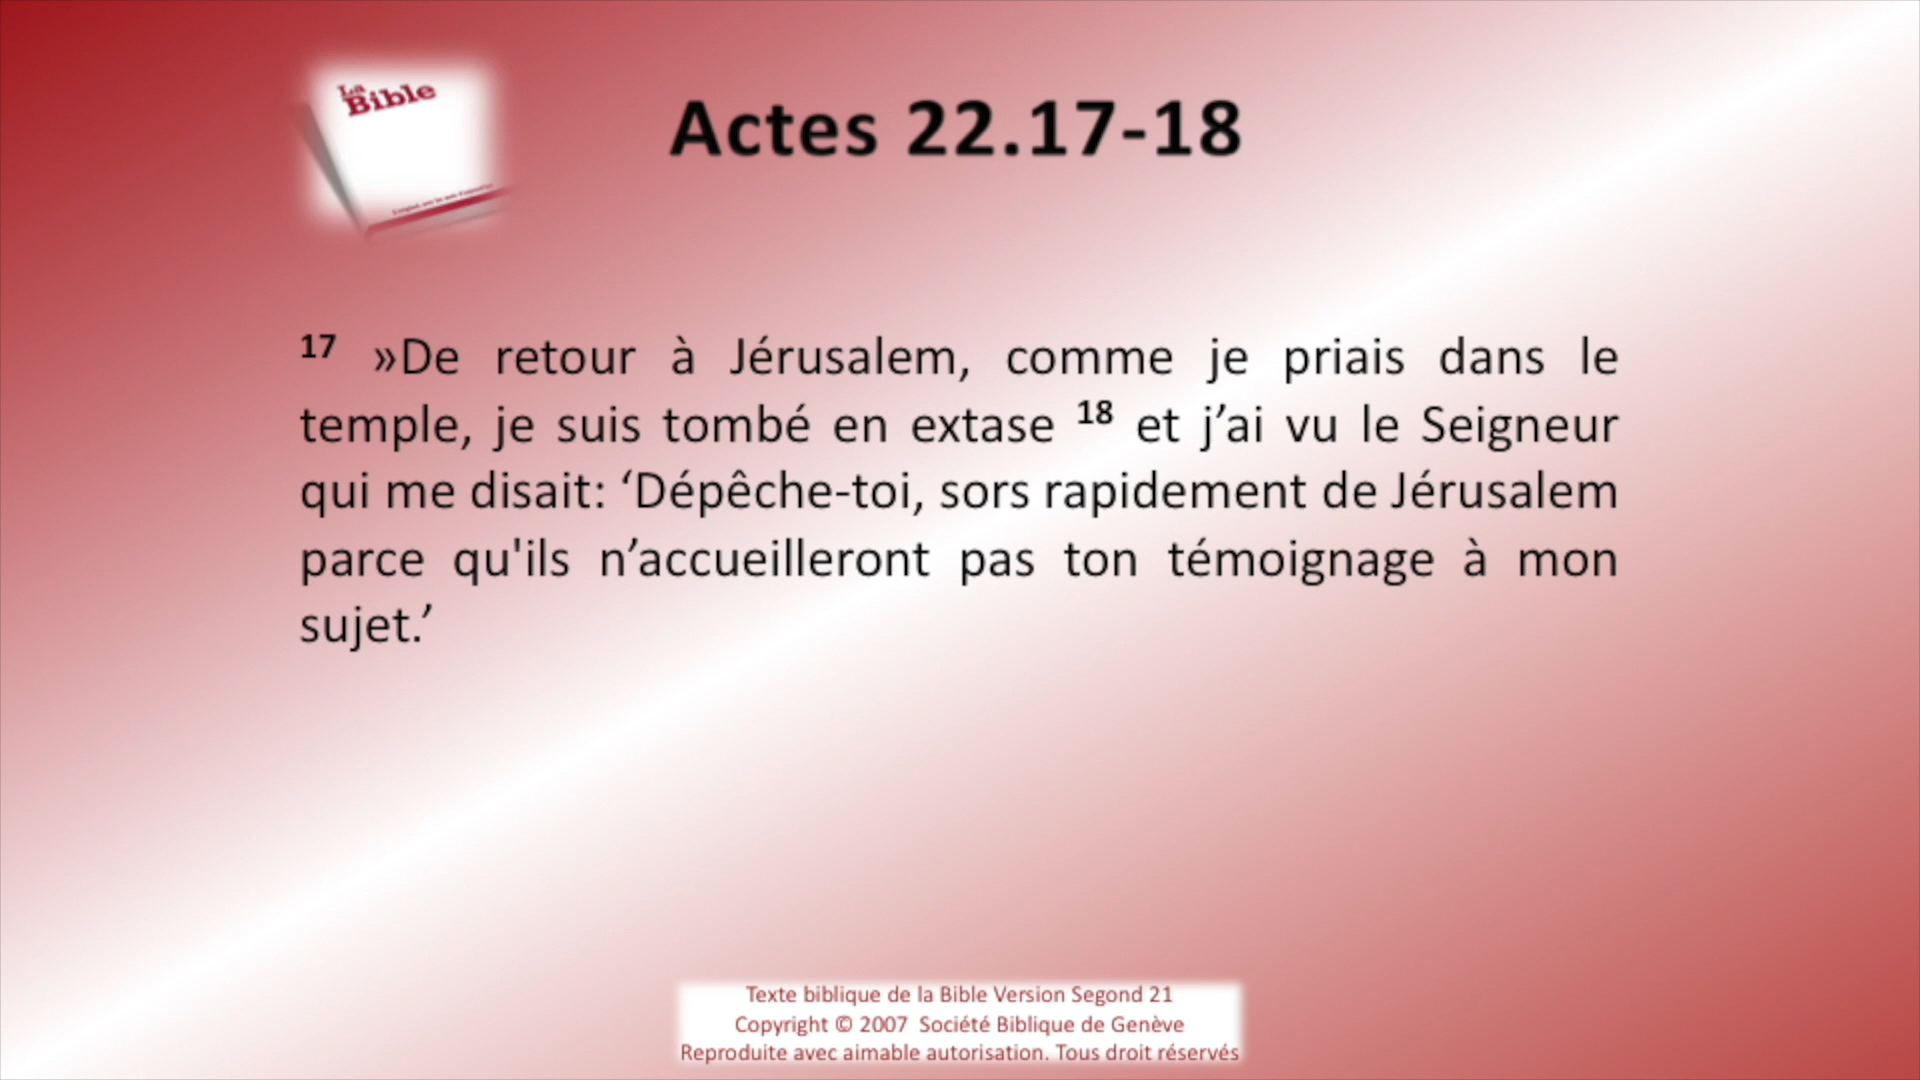 La
Bible
Actes 22.17-18
17 »De retour à Jérusalem, comme je priais dans le
temple, je suis tombé en extase 18 et j’ai vu le Seigneur
qui me disait: ‘Dépêche-toi, sors rapidement de Jérusalem
parce qu'ils n’accueilleront pas ton témoignage à mon
sujet.’
Texte biblique de la Bible Version Segond 21
Copyright © 2007 Société Biblique de Genève
Reproduite avec aimable autorisation. Tous droit réservés